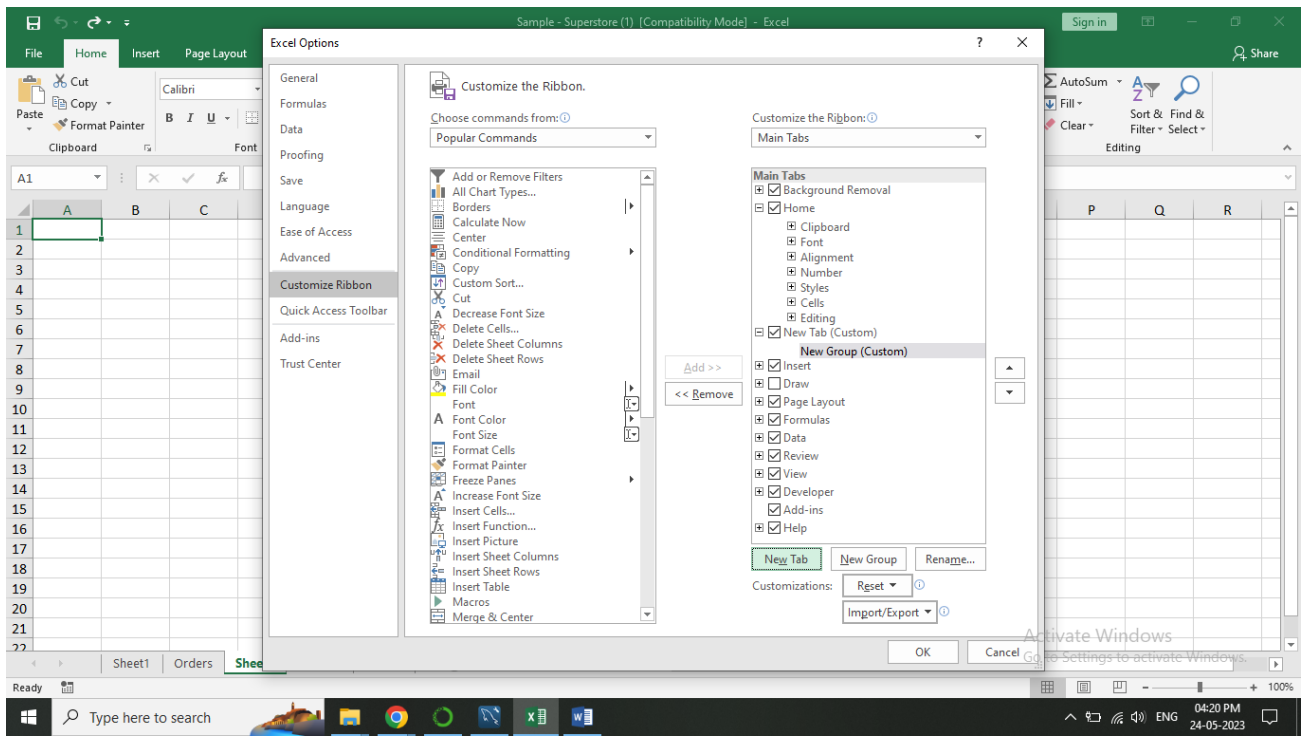 Sample - Superstore (1) [Compatibility Mode] - Excel
Sign in
File Home Insert Page Layout
Share
Excel Options
? 
Cut
Copy
Format Painter
Paste
Clipboard
Calibri
B I U
Font
AutoSum
Fill
Clear
Sort & Find &
Filter Select
Editing
A1
fx
A B C P Q R
1
2
3
4
5
6
7
8
9
10
11
12
13
14
15
16
17
18
19
20
21
22
General
Formulas
Data
Proofing
Save
Language
Ease of Access
Advanced
Customize Ribbon
Quick Access Toolbar
Add-ins
Trust Center
Customize the Ribbon.
Choose commands from:
Popular Commands
Add or Remove Filters
All Chart Types...
Borders
Calculate Now
Center
Conditional Formatting
Copy
Custom Sort...
Cut
Decrease Font Size
Delete Cells...
Delete Sheet Columns
Delete Sheet Rows
Email
Fill Color
Font
Font Color
Font Size
Format Cells
Format Painter
Freeze Panes
Increase Font Size
Insert Cells...
Insert Function...
Insert Picture
Insert Sheet Columns
Insert Sheet Rows
Insert Table
Macros
Merge & Center
Add >>
<< Remove
Customize the Ribbon:
Main Tabs
Main Tabs
Background Removal
Home
Clipboard
Font
Alignment
Number
Styles
Cells
Editing
New Tab (Custom)
New Group (Custom)
Insert
Draw
Page Layout
Formulas
Data
Review
View
Developer
Add-ins
Help
New Tab New Group Rename...
Customizations: Reset
Import/Export
OK Cancel
Activate Windows
Go to Settings to activate Windows.
Sheet1 Orders Shee
Ready
- + 100%
Type here to search
ENG
04:20 PM
24-05-2023